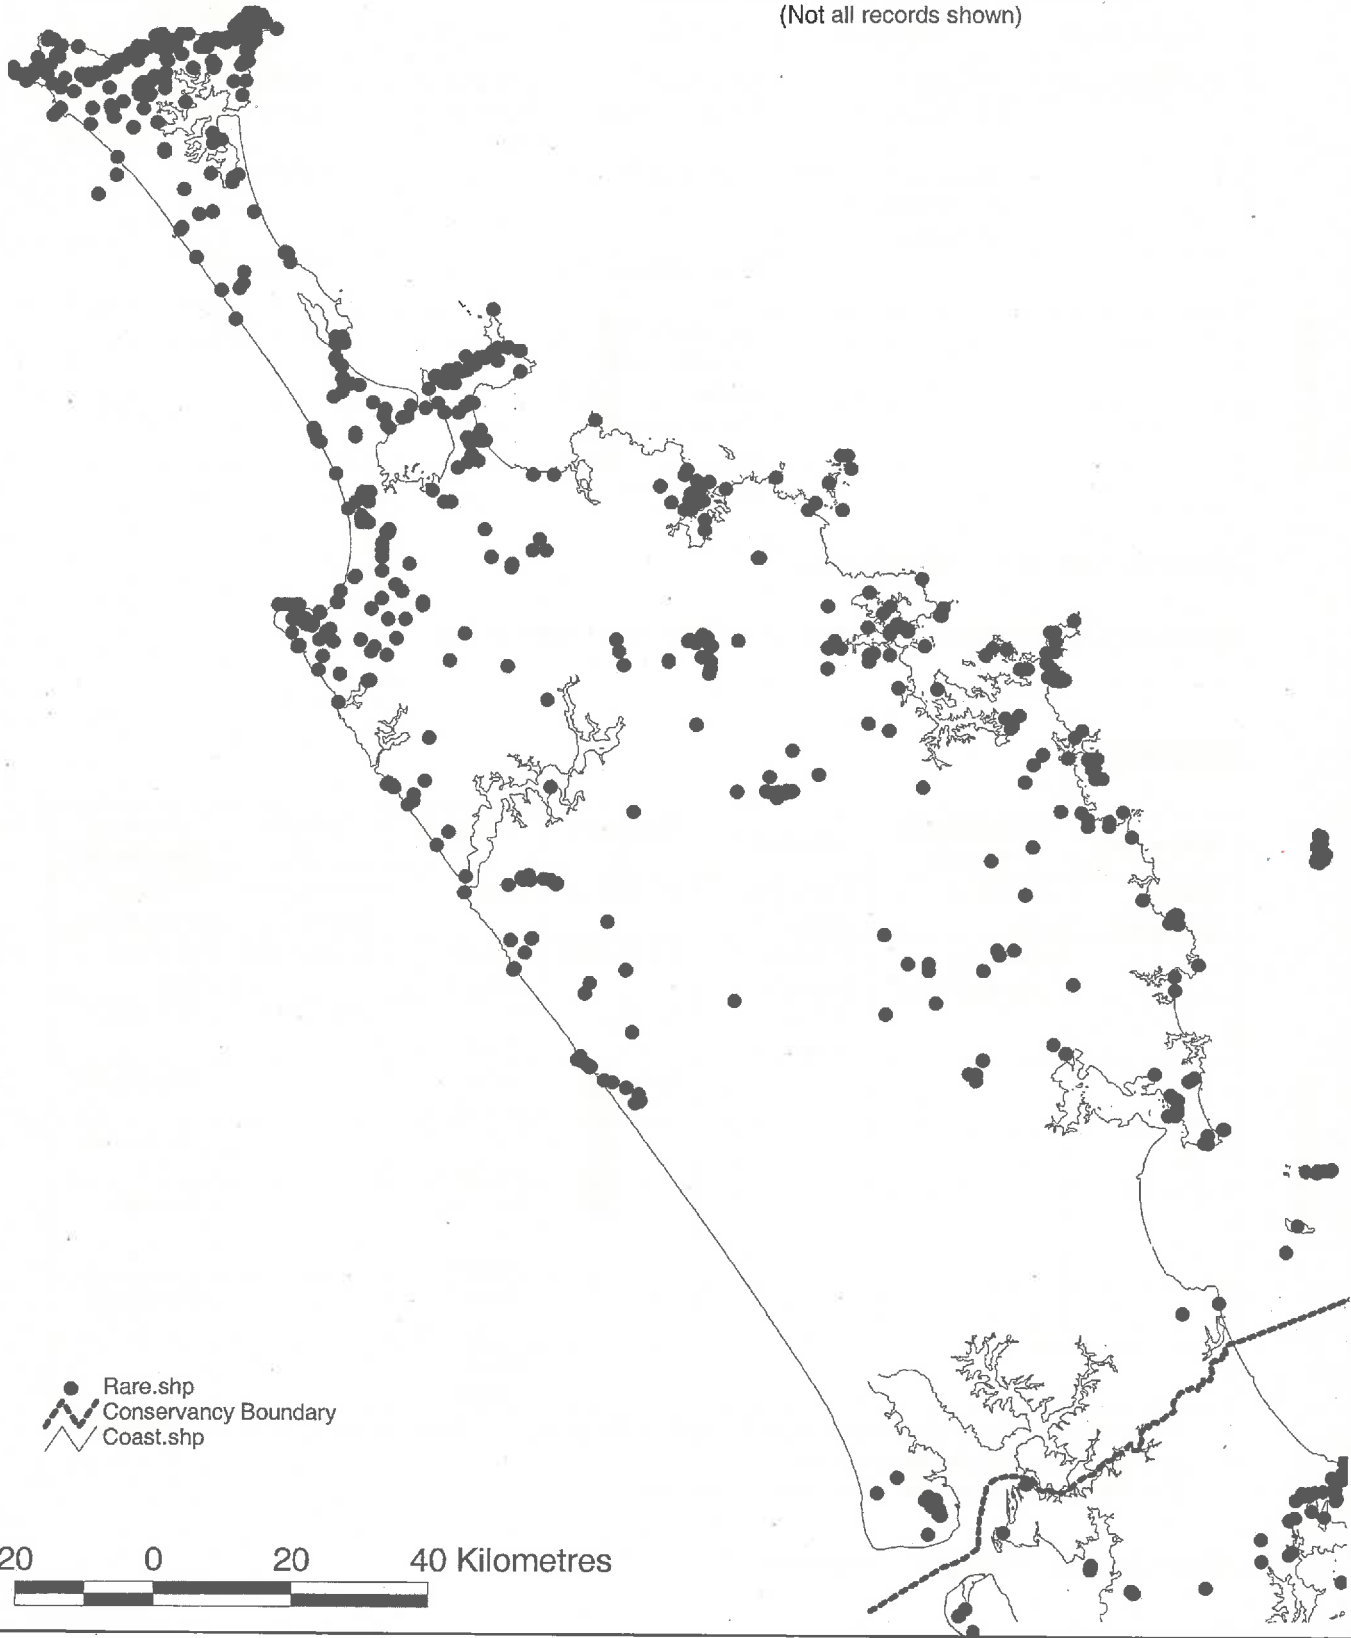 (Not all records shown)
Rare.shp
Conservancy Boundary
Coast.shp
20 0 20 40 Kilometres